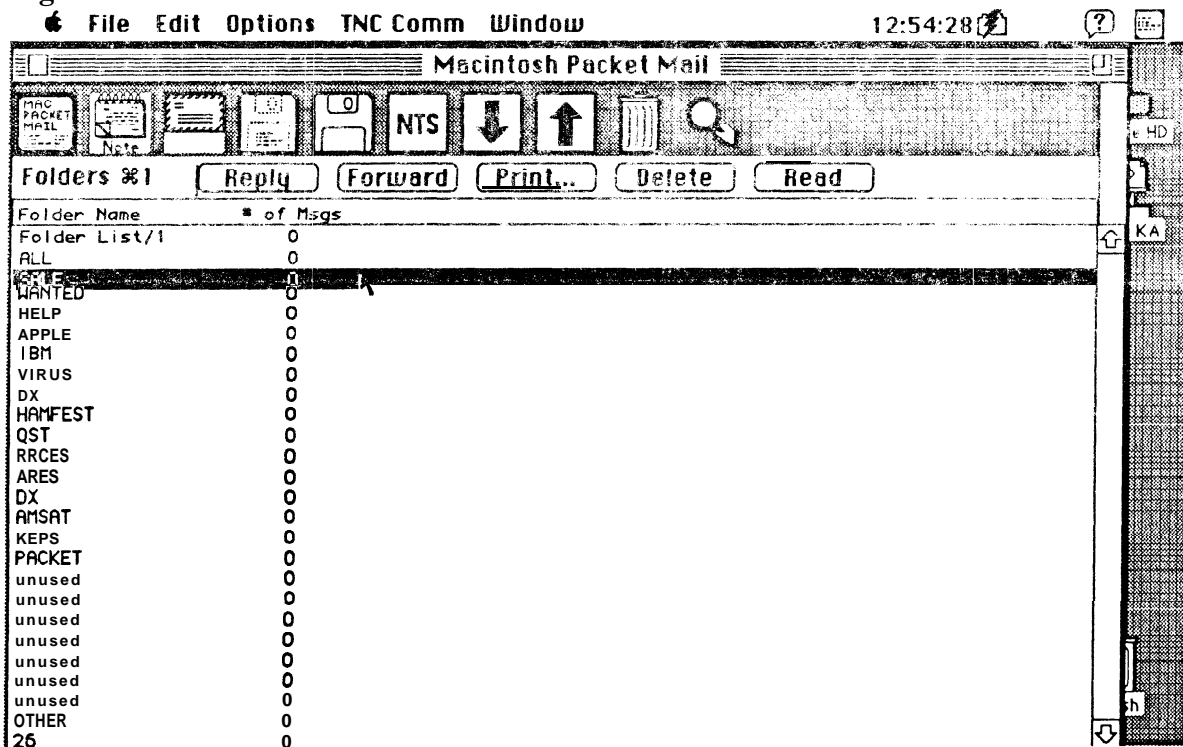 File Edit Options TNC Comm Window 12:54:28 ?
Macintosh Packet Mail
MAC PACKET MAIL
Note
NTS
HD
Folders ⌘1 Reply Forward Print... Delete Read
Folder Name # of Msgs
KA
Folder List/1 0
ALL 0
SALE 0
WANTED 0
HELP 0
APPLE 0
IBM 0
VIRUS 0
DX 0
HAMFEST 0
QST 0
RRCES 0
ARES 0
DX 0
AMSAT 0
KEPS 0
PACKET 0
unused 0
unused 0
unused 0
unused 0
unused 0
unused 0
unused 0
OTHER 0
26 0